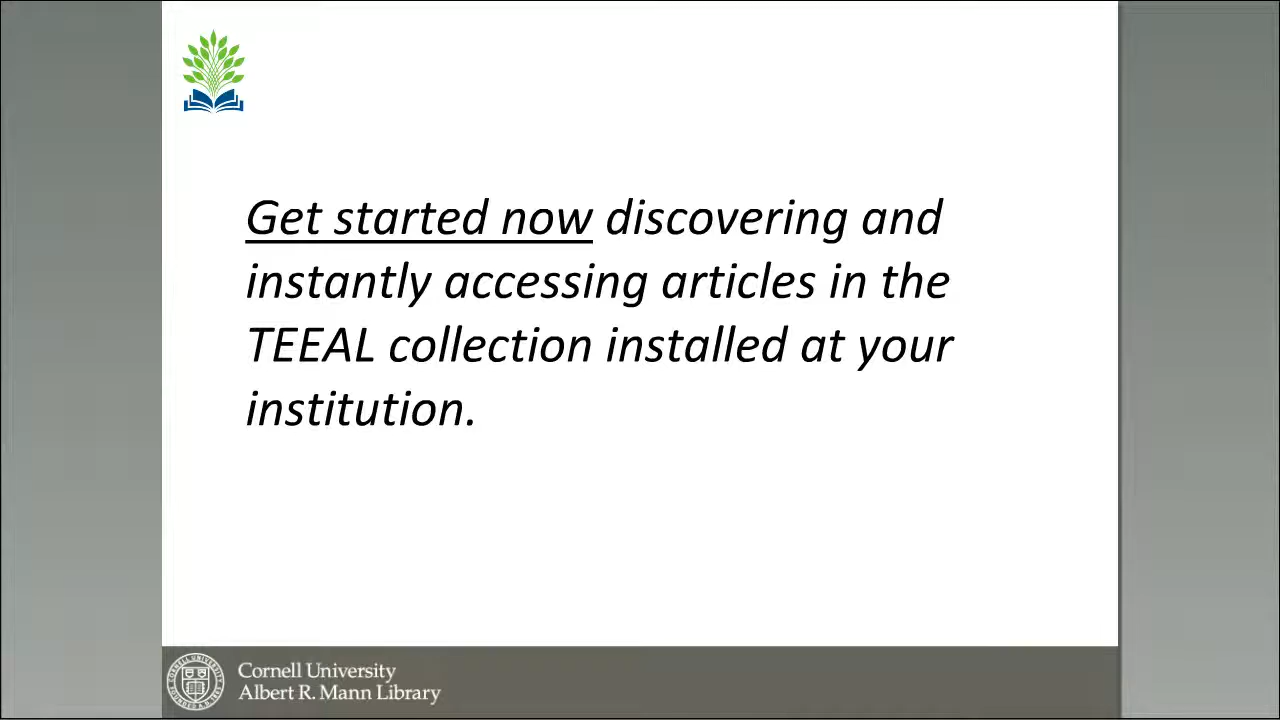 Get started now discovering and
instantly accessing articles in the
TEEAL collection installed at your
institution.
Cornell University
Albert R. Mann Library